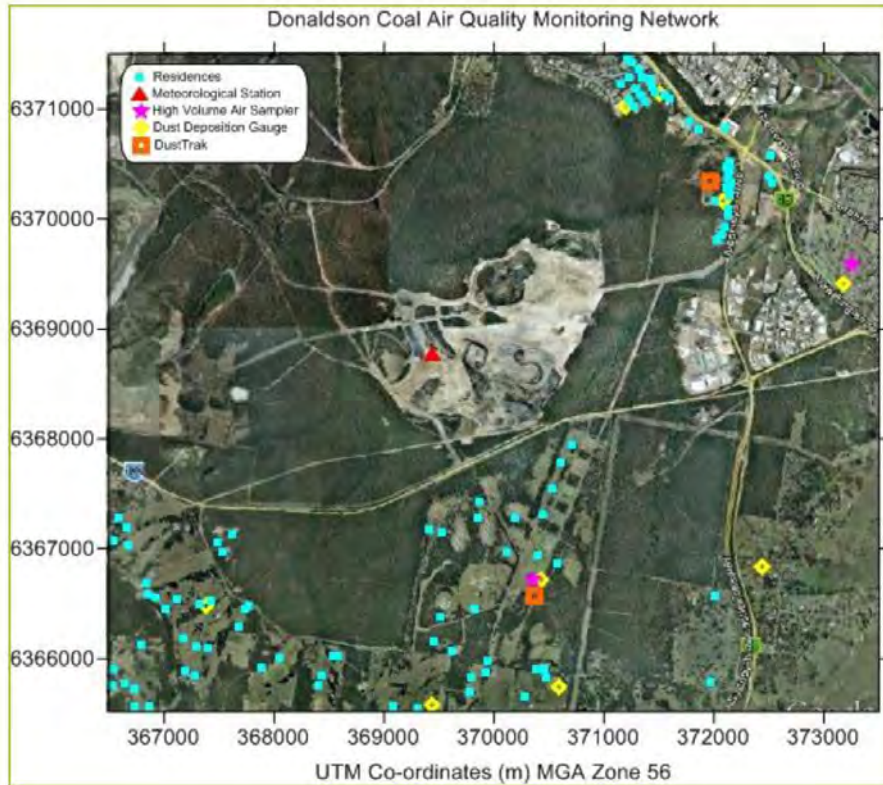 Donaldson Coal Air Quality Monitoring Network
Residences
Meteorological Station
High Volume Air Sampler
Dust Deposition Gauge
DustTrak
6371000
6370000
6369000
6368000
6367000
6366000
367000 368000 369000 370000 371000 372000 373000
UTM Co-ordinates (m) MGA Zone 56